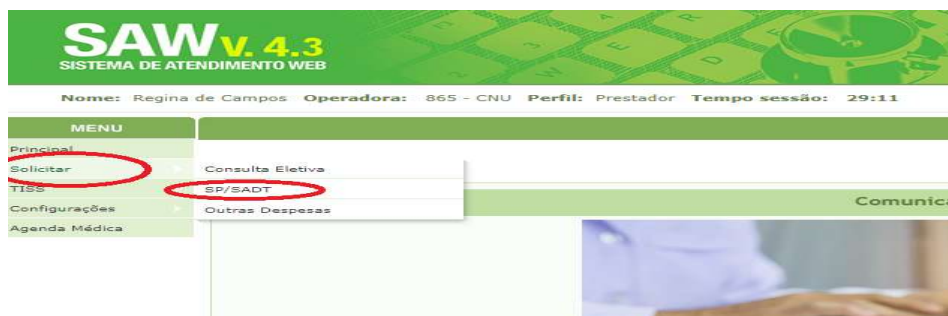 SAW V. 4.3
SISTEMA DE ATENDIMENTO WEB
Nome: Regina de Campos Operadora: 865 - CNU Perfil: Prestador Tempo sessão: 29:11
MENU
Principal
Solicitar
Consulta Eletiva
TISS
SP/SADT
Configurações
Outras Despesas
Comunica
Agenda Médica